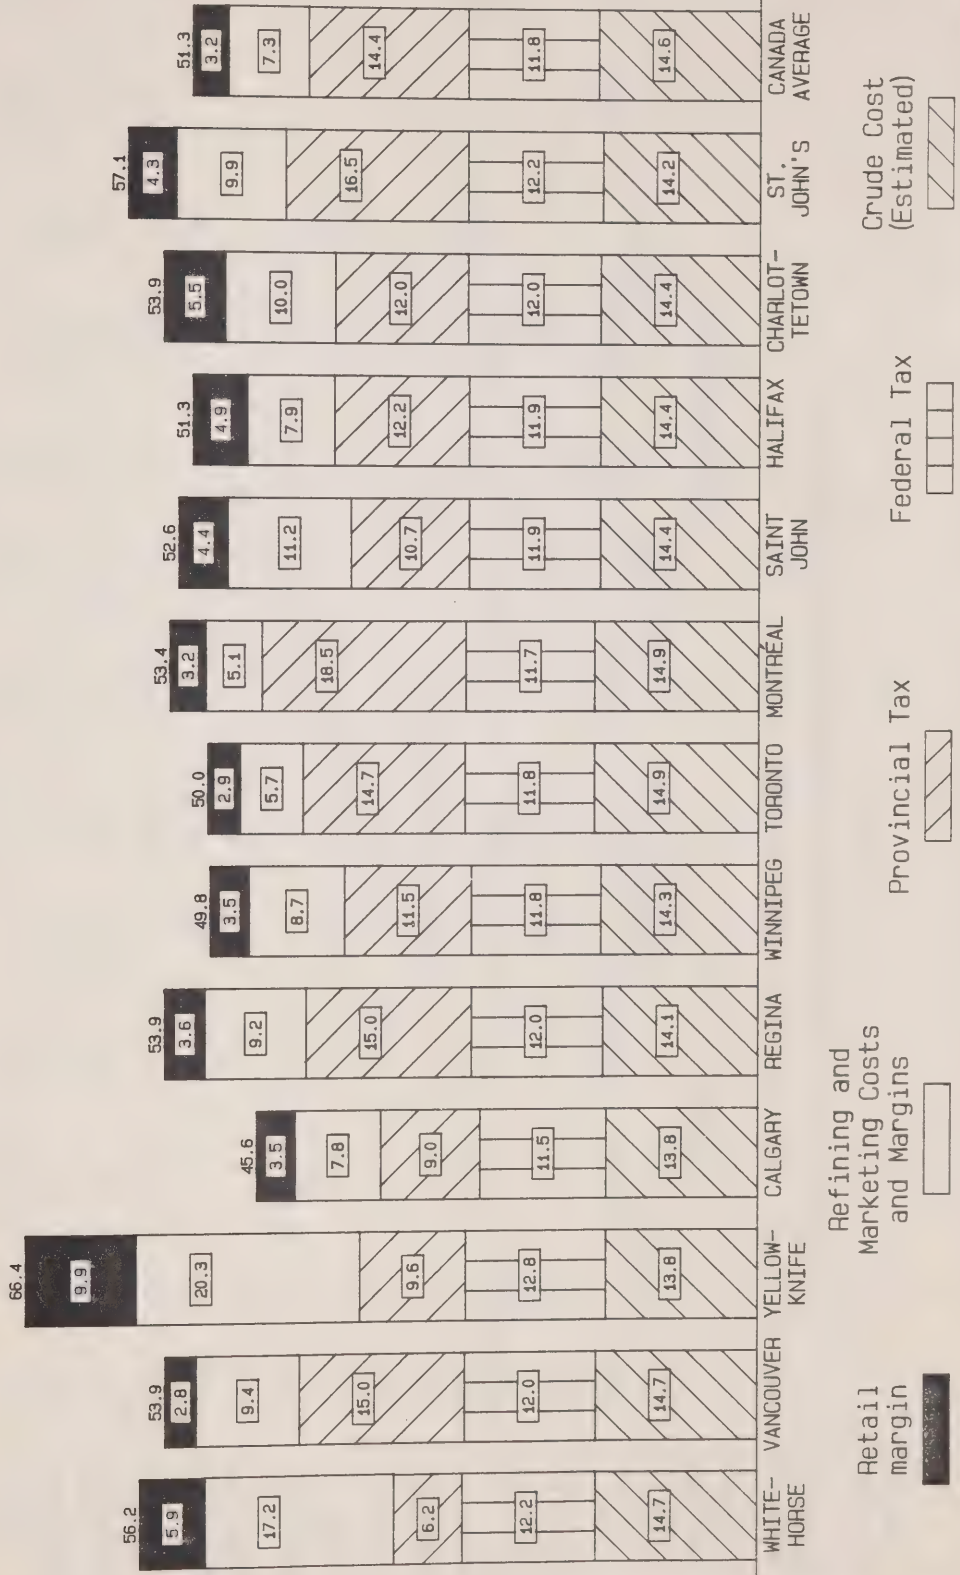 56.2
5.9
17.2
6.2
12.2
14.7
WHITE-
HORSE
53.9
2.8
9.4
15.0
12.0
14.7
VANCOUVER
66.4
9.9
20.3
9.6
12.8
13.8
YELLOW-
KNIFE
45.6
3.5
7.8
9.0
11.5
13.8
CALGARY
53.9
3.6
9.2
15.0
12.0
14.1
REGINA
49.8
3.5
8.7
11.5
11.8
14.3
WINNIPEG
50.0
2.9
5.7
14.7
11.8
14.9
TORONTO
53.4
3.2
5.1
18.5
11.7
14.9
MONTRÉAL
52.6
4.4
11.2
10.7
11.9
14.4
SAINT
JOHN
51.3
4.9
7.9
12.2
11.9
14.4
HALIFAX
53.9
5.5
10.0
12.0
12.0
14.4
CHARLOT-
TETOWN
57.1
4.3
9.9
16.5
12.2
14.2
ST.
JOHN'S
51.3
3.2
7.3
14.4
11.8
14.6
CANADA
AVERAGE
Retail
margin
Refining and
Marketing Costs
and Margins
Provincial Tax
Federal Tax
Crude Cost
(Estimated)